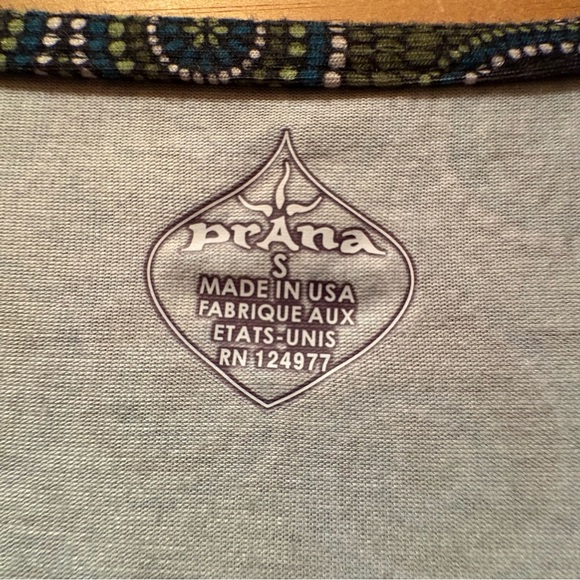 prAna
S
MADE IN USA
FABRIQUE AUX
ETATS-UNIS
RN 124977